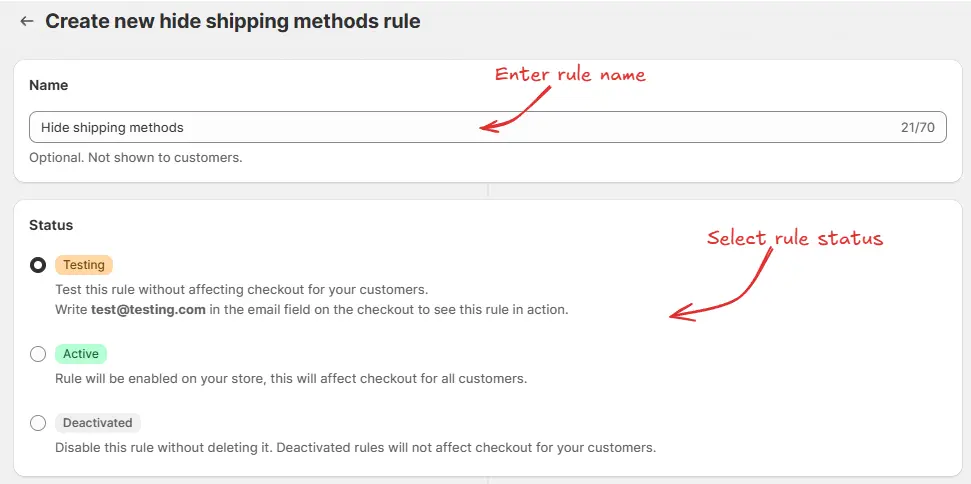 Create new hide shipping methods rule
Enter rule name
Name
Hide shipping methods 21/70
Optional. Not shown to customers.
Status
Select rule status
Testing
Test this rule without affecting checkout for your customers.
Write test@testing.com in the email field on the checkout to see this rule in action.
Active
Rule will be enabled on your store, this will affect checkout for all customers.
Deactivated
Disable this rule without deleting it. Deactivated rules will not affect checkout for your customers.